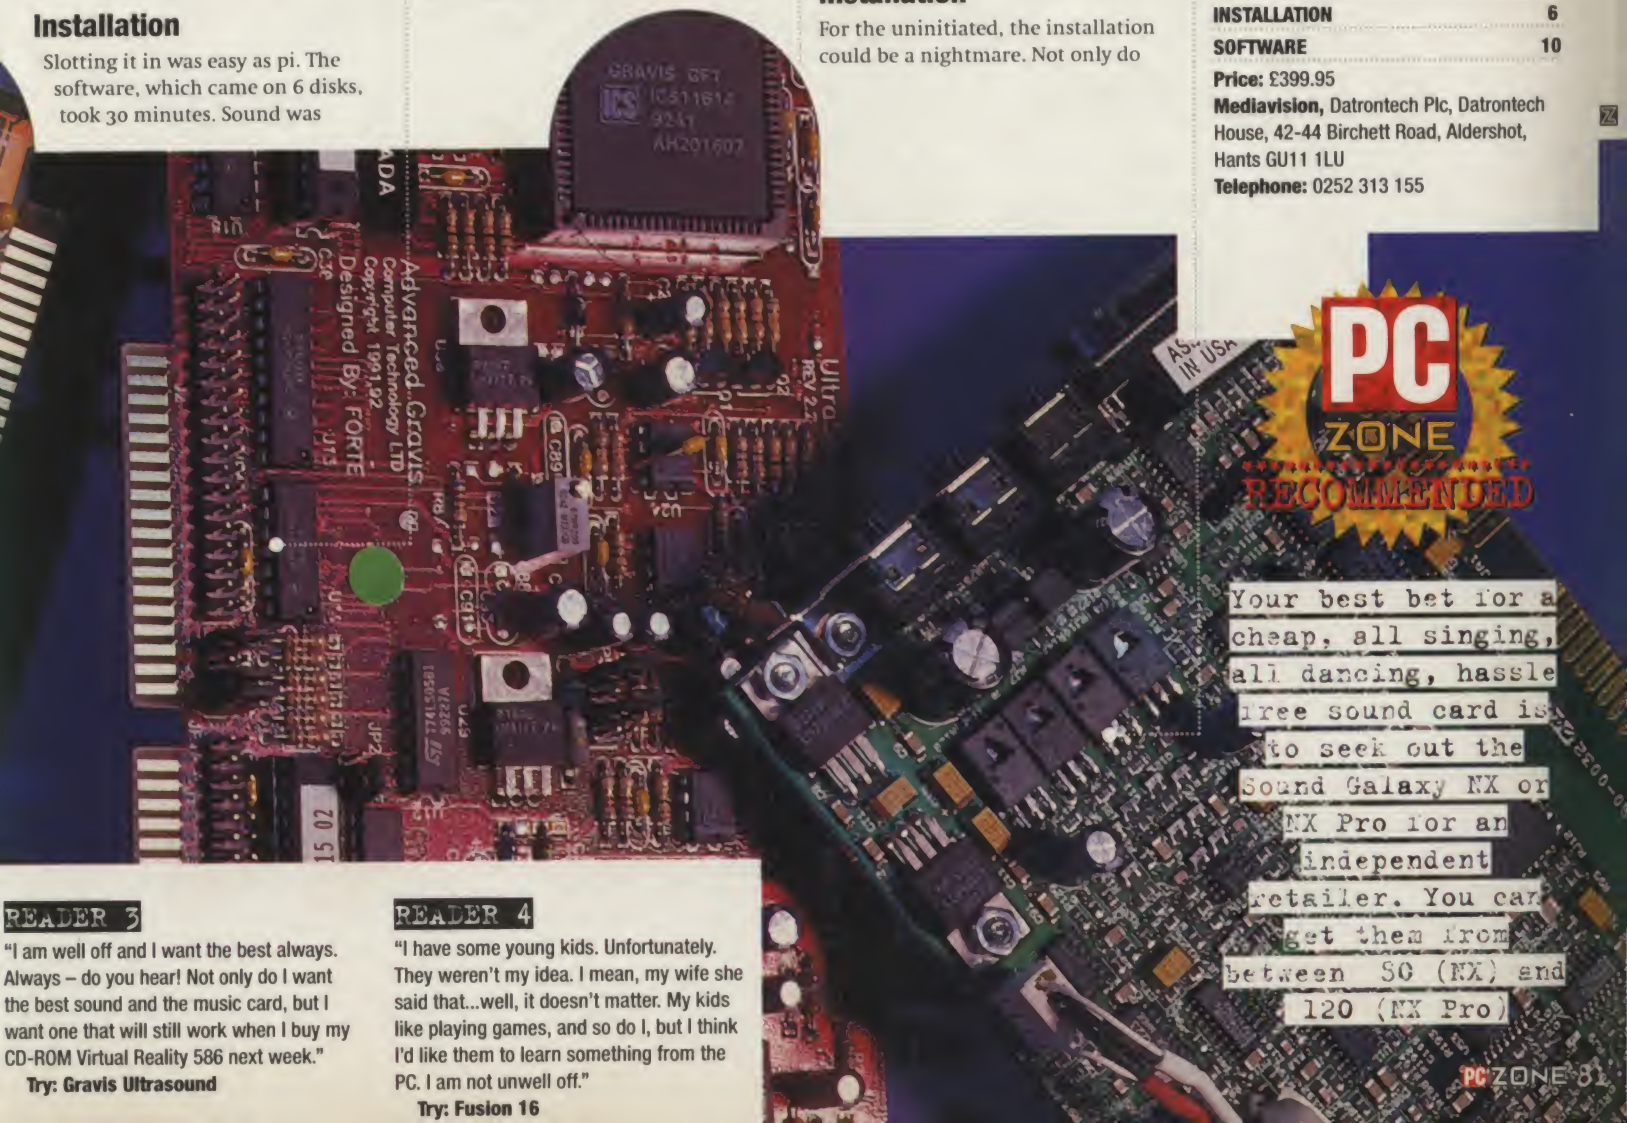 Installation
Slotting it in was easy as pi. The
software, which came on 6 disks,
took 30 minutes. Sound was
For the uninitiated, the installation
could be a nightmare. Not only do
INSTALLATION 6
SOFTWARE 10
Price: £399.95
Mediavision, Datrontech Plc, Datrontech
House, 42-44 Birchett Road, Aldershot,
Hants GU11 1LU
Telephone: 0252 313 155
GRAVIS GF1
ICS
9241
AH201607
ADA
Advanced Gravis
Computer Technology LTD
Copyright 1991,92
Designed By: FORTE
Ultra
REV 2.2
C89
JP2
74LS05B1
9222A
15 02
IN USA
PC
ZONE
RECOMMENDED
Your best bet for a
cheap, all singing,
all dancing, hassle
free sound card is
to seek out the
Sound Galaxy NX or
NX Pro for an
independent
retailer. You can
get them from
between 80 (NX) and
120 (NX Pro)
READER 3
"I am well off and I want the best always.
Always – do you hear! Not only do I want
the best sound and the music card, but I
want one that will still work when I buy my
CD-ROM Virtual Reality 586 next week."
Try: Gravis Ultrasound
READER 4
"I have some young kids. Unfortunately.
They weren't my idea. I mean, my wife she
said that...well, it doesn't matter. My kids
like playing games, and so do I, but I think
I'd like them to learn something from the
PC. I am not unwell off."
Try: Fusion 16
PC ZONE 81